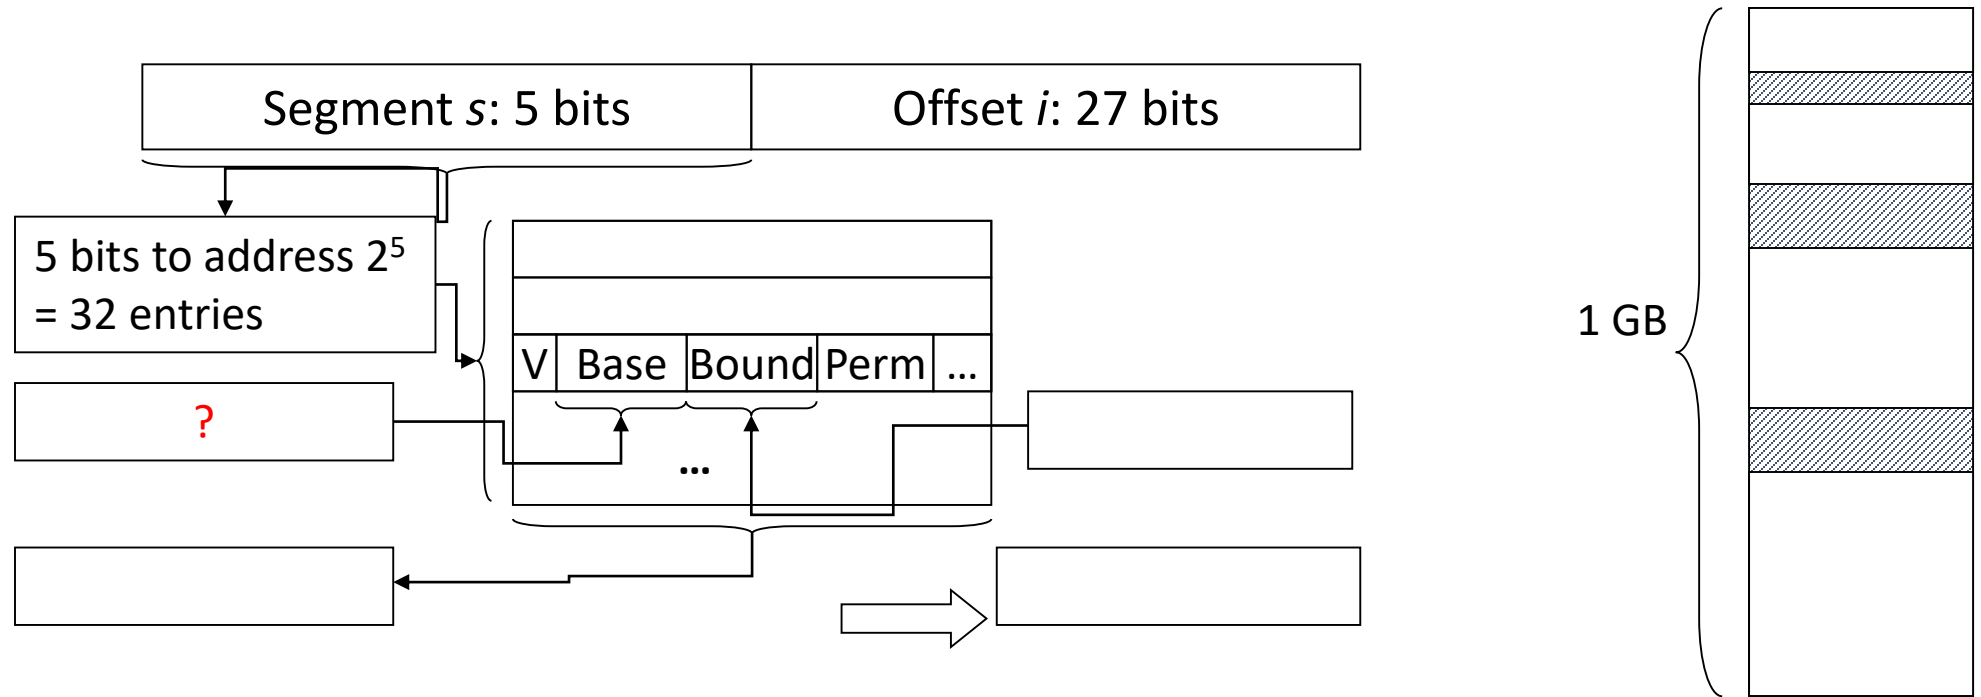 Segment s: 5 bits
Offset i: 27 bits
5 bits to address 2⁵
= 32 entries
1 GB
V
Base
Bound
Perm
...
?
...